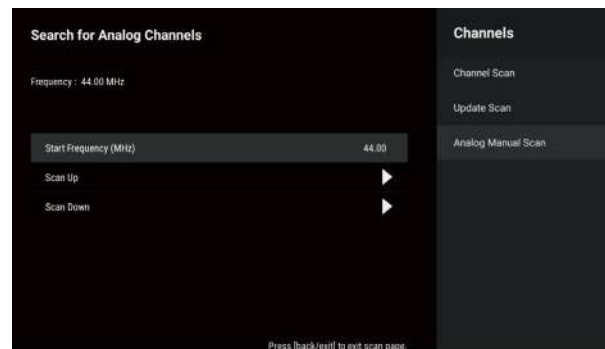 Search for Analog Channels
Frequency : 44.00 MHz
Start Frequency (MHz) 44.00
Scan Up
Scan Down
Press [back/exit] to exit scan page.
Channels
Channel Scan
Update Scan
Analog Manual Scan